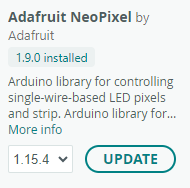 Adafruit NeoPixel by
Adafruit
1.9.0 installed
Arduino library for controlling
single-wire-based LED pixels
and strip. Arduino library for...
More info
1.15.4 UPDATE